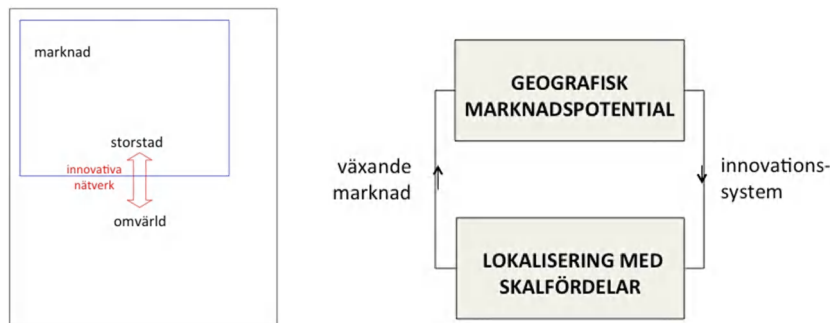 marknad
storstad
innovativa
nätverk
omvärld
GEOGRAFISK
MARKNADSPOTENTIAL
växande
marknad
innovations-
system
LOKALISERING MED
SKALFÖRDELAR